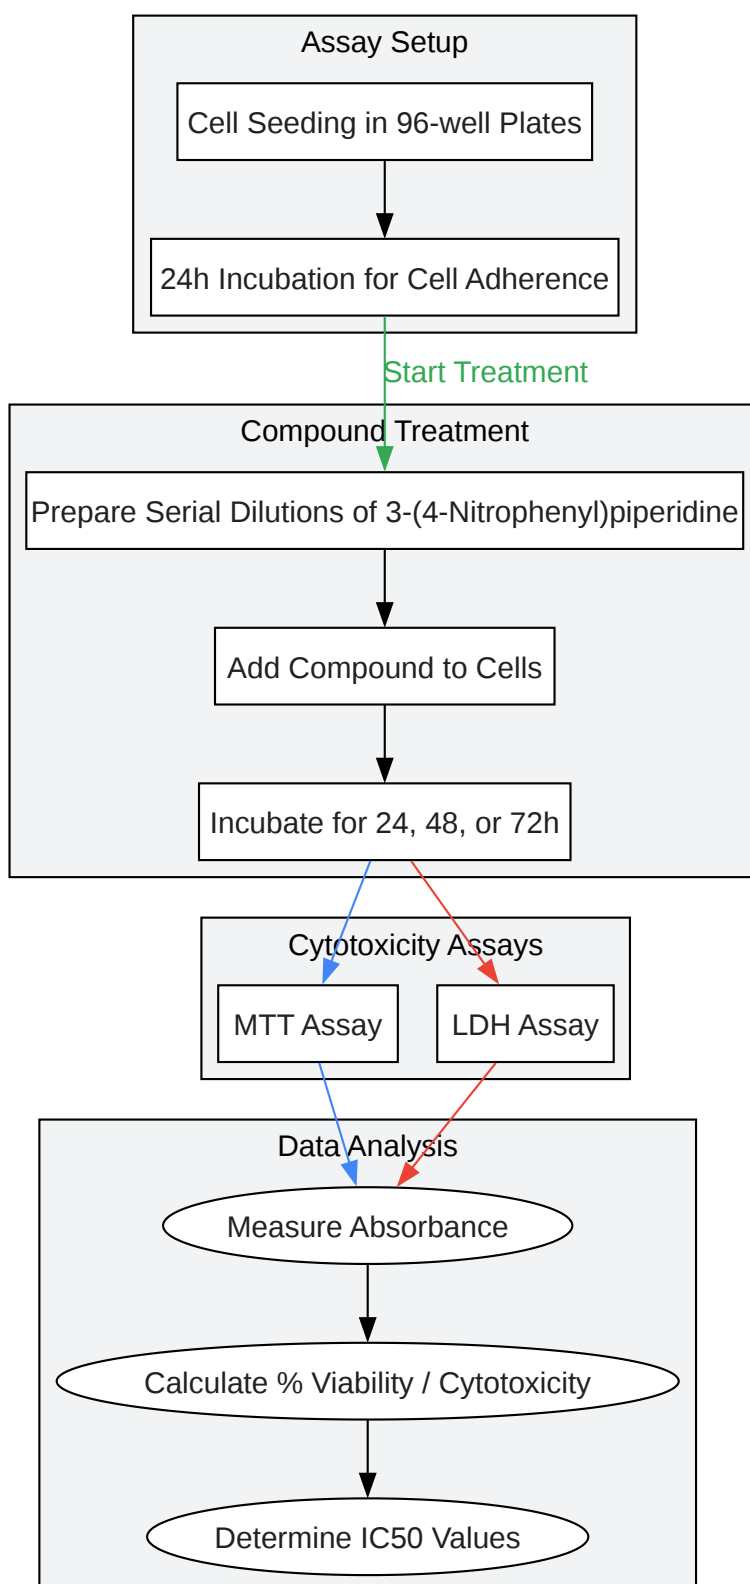 Assay Setup
Cell Seeding in 96-well Plates
24h Incubation for Cell Adherence
Start Treatment
Compound Treatment
Prepare Serial Dilutions of 3-(4-Nitrophenyl)piperidine
Add Compound to Cells
Incubate for 24, 48, or 72h
Cytotoxicity Assays
MTT Assay
LDH Assay
Data Analysis
Measure Absorbance
Calculate % Viability / Cytotoxicity
Determine IC50 Values